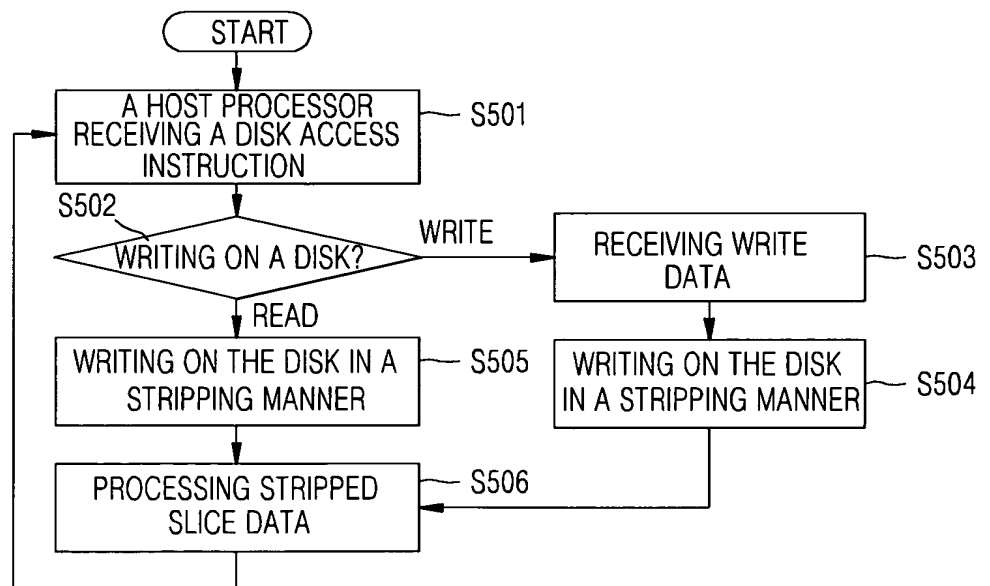 START
A HOST PROCESSOR
RECEIVING A DISK ACCESS
INSTRUCTION
S501
S502
WRITING ON A DISK?
WRITE
RECEIVING WRITE
DATA
S503
READ
WRITING ON THE DISK IN A
STRIPPING MANNER
S505
WRITING ON THE DISK
IN A STRIPPING MANNER
S504
PROCESSING STRIPPED
SLICE DATA
S506